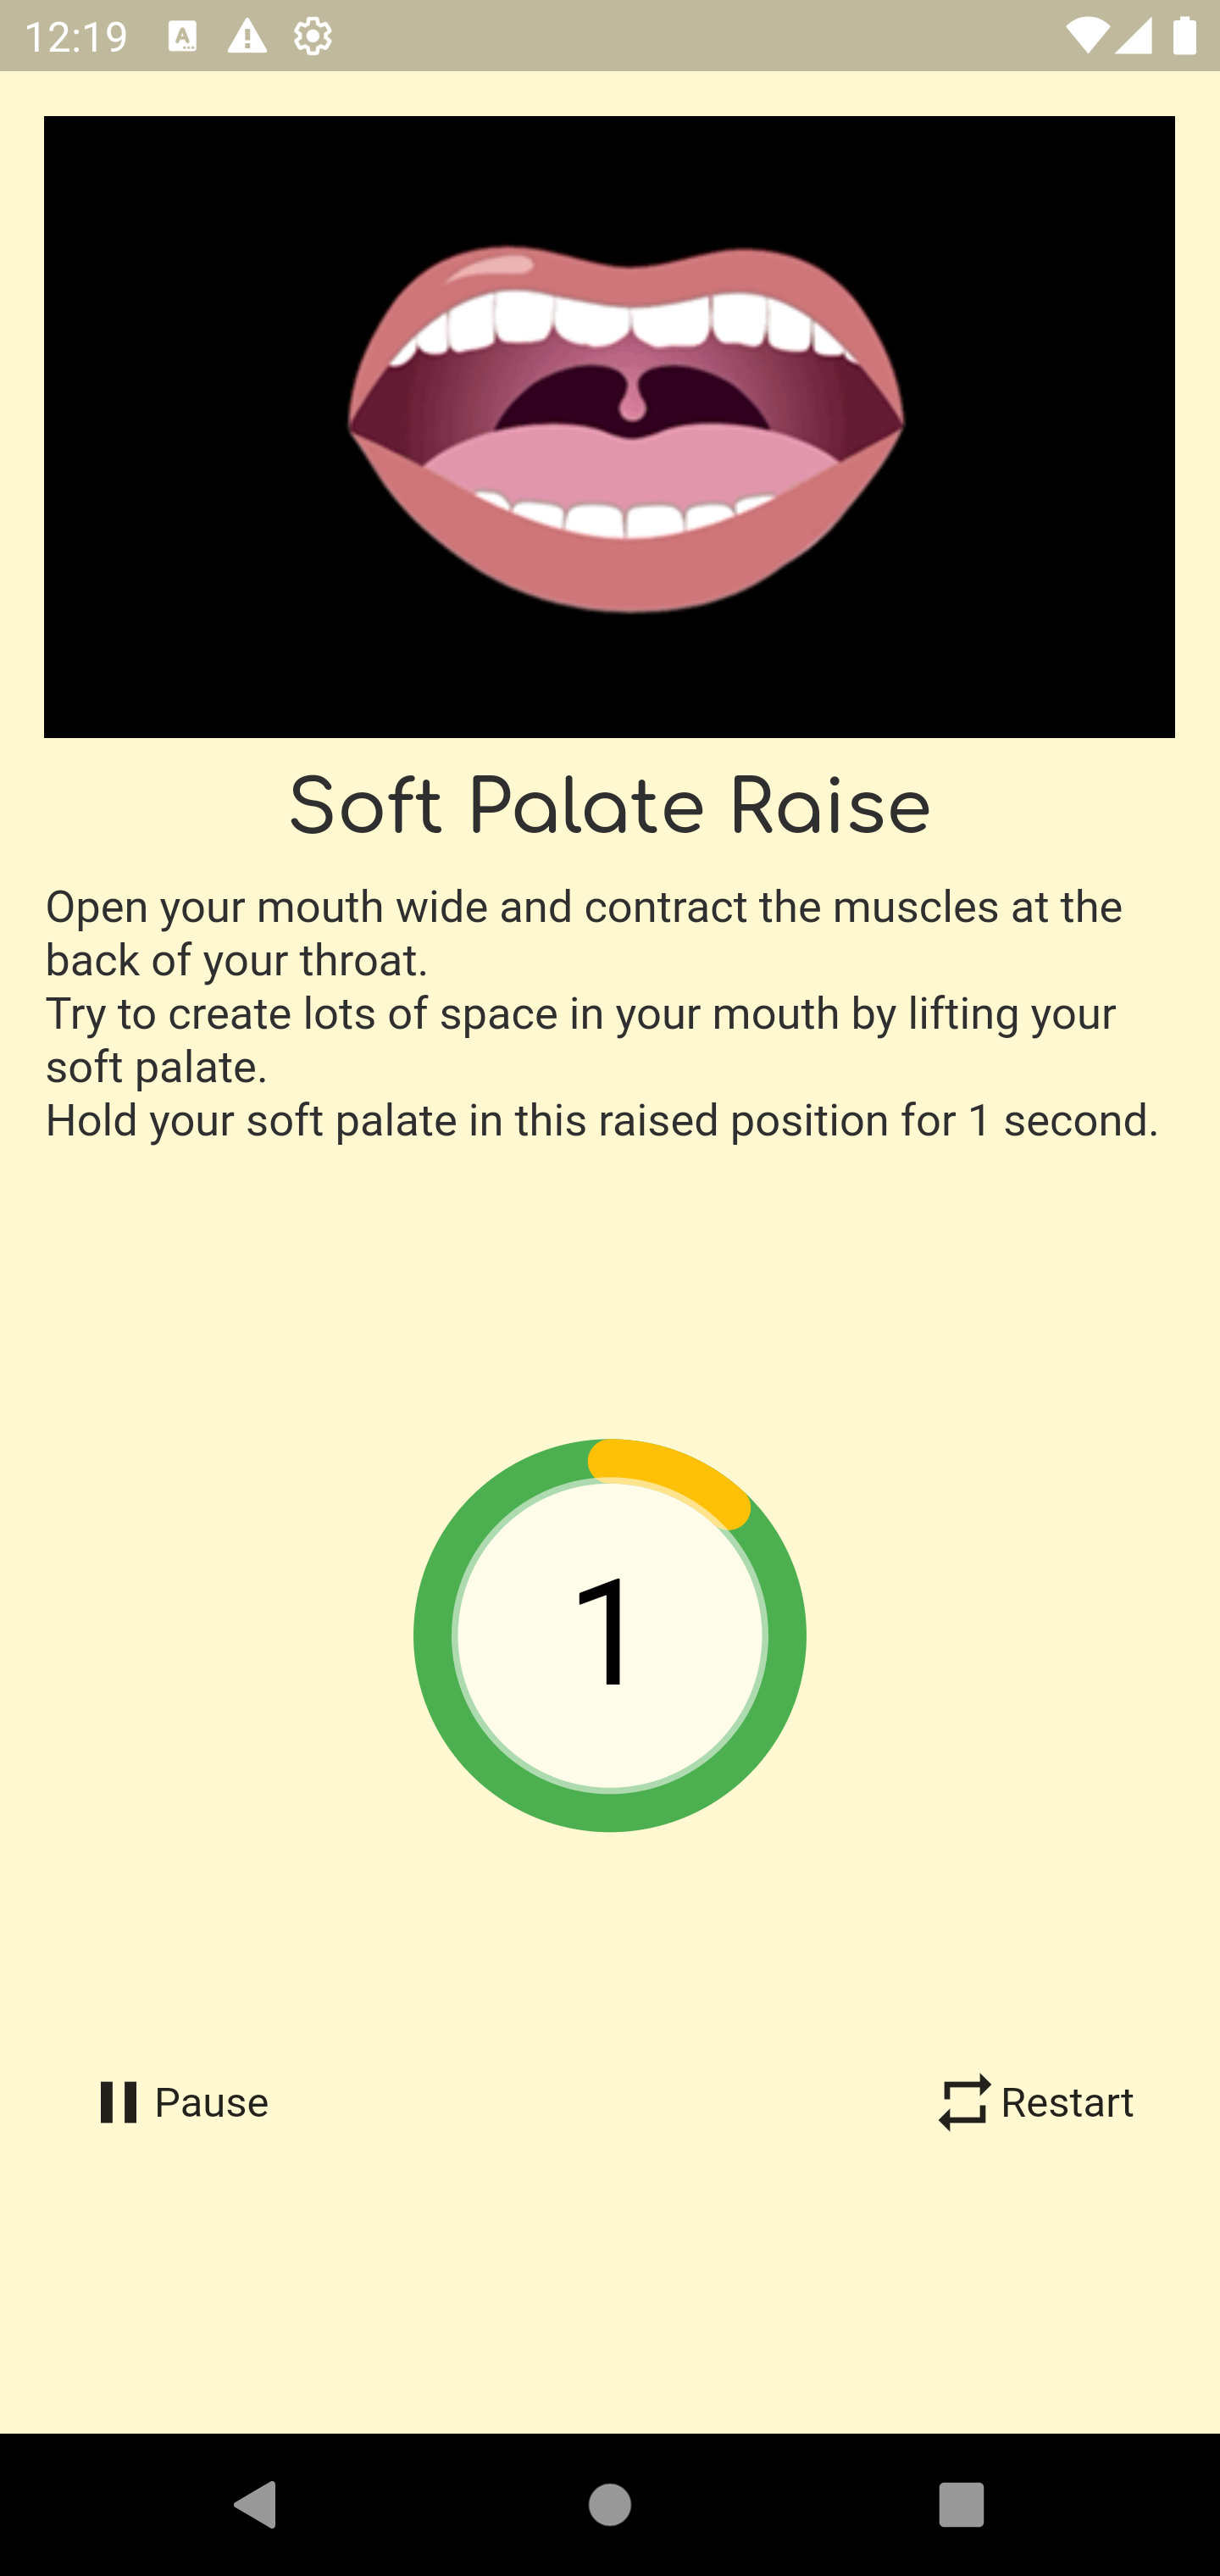 12:19
Soft Palate Raise
Open your mouth wide and contract the muscles at the
back of your throat.
Try to create lots of space in your mouth by lifting your
soft palate.
Hold your soft palate in this raised position for 1 second.
1
Pause
Restart